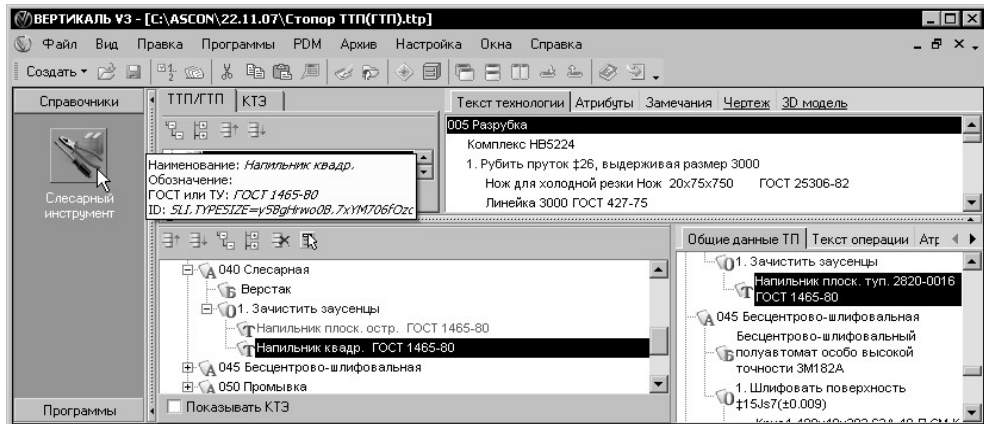 ВЕРТИКАЛЬ V3 - [C:\ASCON\22.11.07\Стопор ТТП(ГТП).ttp]
Файл Вид Правка Программы PDM Архив Настройка Окна Справка
Создать
Справочники
ТТП/ГТП КТЭ
Текст технологии Атрибуты Замечания Чертеж 3D модель
005 Разрубка
Комплекс НВ5224
1. Рубить пруток ‡26, выдерживая размер 3000
Нож для холодной резки Нож 20х75х750 ГОСТ 25306-82
Линейка 3000 ГОСТ 427-75
Наименование: Напильник квадр.
Обозначение:
ГОСТ или ТУ: ГОСТ 1465-80
ID: SLI,TYPESIZE=y58gHrwo0B,7xYM706fOzc
Слесарный
инструмент
040 Слесарная
Верстак
1. Зачистить заусенцы
Напильник плоск. остр. ГОСТ 1465-80
Напильник квадр. ГОСТ 1465-80
045 Бесцентрово-шлифовальная
050 Промывка
Показывать КТЭ
Общие данные ТП Текст операции Атр
1. Зачистить заусенцы
Напильник плоск. туп. 2820-0016
ГОСТ 1465-80
045 Бесцентрово-шлифовальная
Бесцентрово-шлифовальный
полуавтомат особо высокой
точности 3М182А
1. Шлифовать поверхность
‡15Js7(±0.009)
Программы